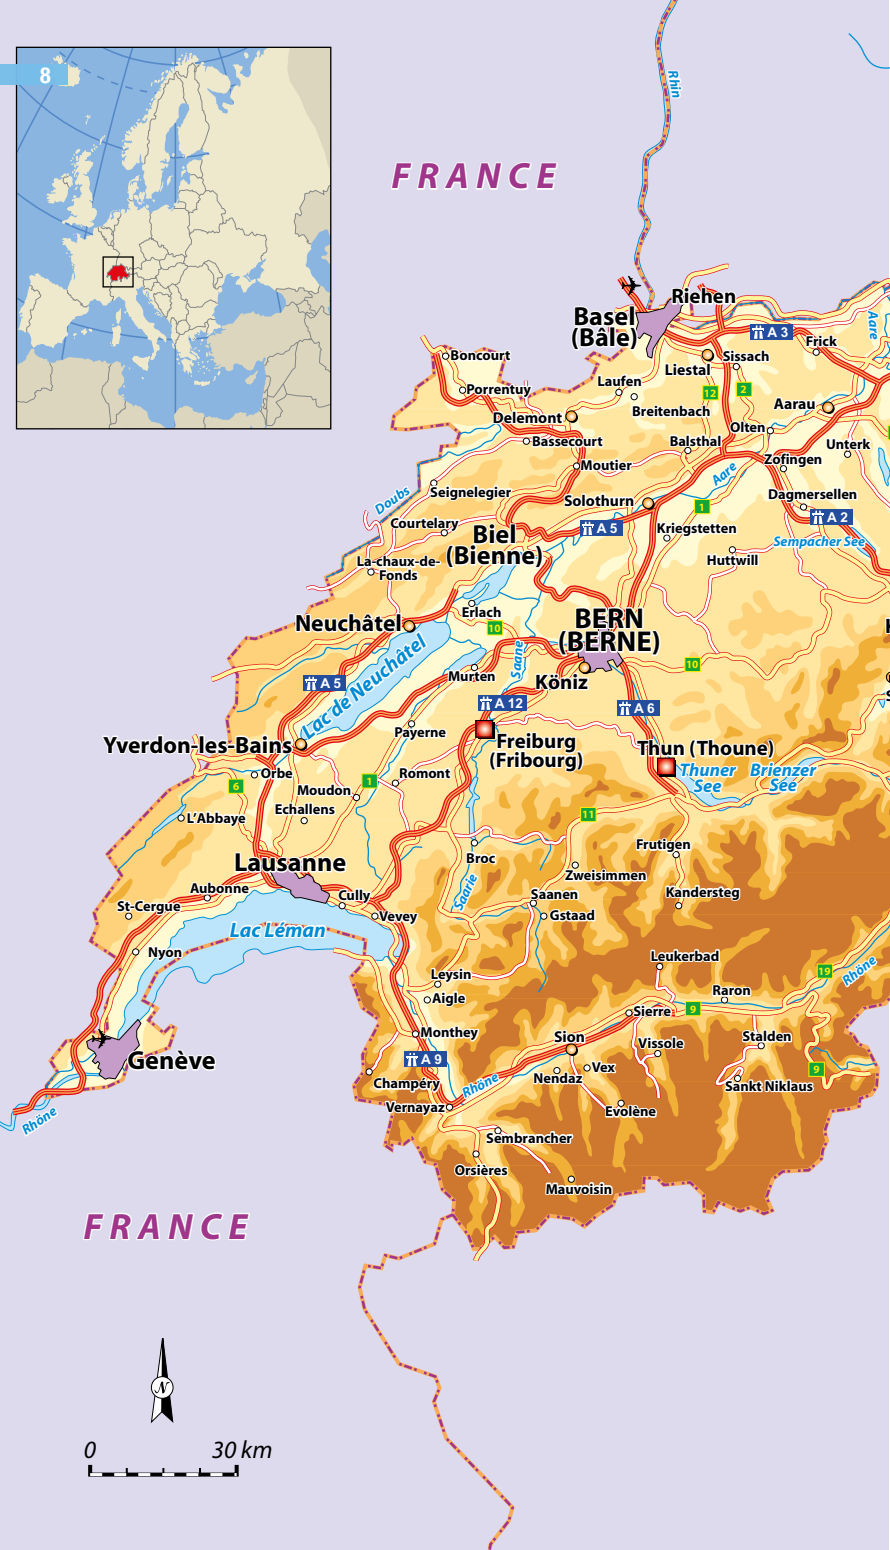 8
Rhin
FRANCE
Riehen
Basel
(Bâle)
A 3
Aare
Frick
Boncourt
Sissach
Liestal
Laufen
Porrentuy
12
2
Breitenbach
Aarau
Delemont
Olten
Bassecourt
Balsthal
Unterk
Moutier
Zofingen
Aare
Doubs
Seignelegier
Dagmersellen
Solothurn
1
A 2
Courtelary
A 5
Kriegstetten
Biel
(Bienne)
Sempacher See
La-chaux-de-
Fonds
Huttwill
Erlach
Neuchâtel
10
BERN
(BERNE)
Lac de Neuchâtel
Saane
10
Murten
Köniz
A 5
A 12
A 6
Payerne
Yverdon-les-Bains
Freiburg
(Fribourg)
Thun (Thoune)
Orbe
Romont
Thuner
See
Brienzer
See
6
Moudon
1
Echallens
L'Abbaye
11
Lausanne
Broc
Frutigen
Zweisimmen
Aubonne
Cully
Saarie
Saanen
Kandersteg
St-Cergue
Vevey
Gstaad
Lac Léman
Nyon
Leukerbad
Leysin
19
Rhône
Aigle
Raron
Sierre
9
Monthey
Sion
Stalden
Genève
Vissole
A 9
Vex
9
Champéry
Nendaz
Rhône
Sankt Niklaus
Vernayaz
Evolène
Rhône
Sembrancher
Orsières
Mauvoisin
FRANCE
N
0
30 km